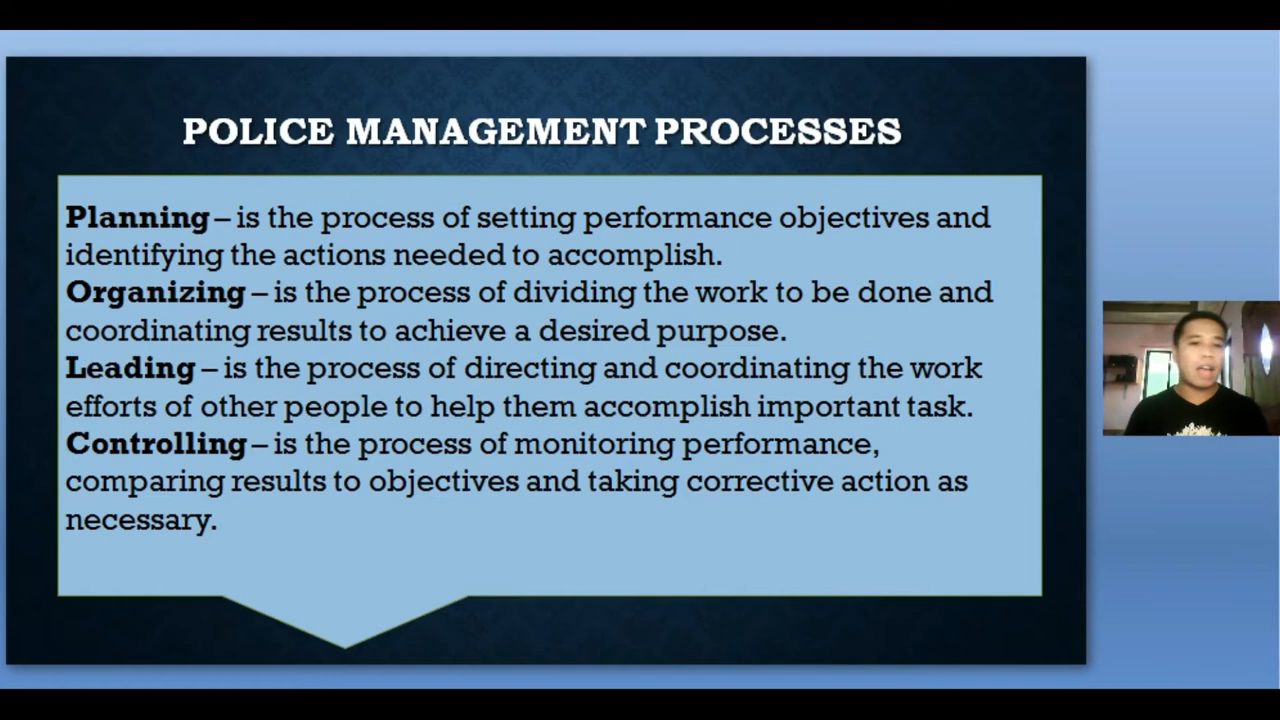 POLICE MANAGEMENT PROCESSES
Planning – is the process of setting performance objectives and
identifying the actions needed to accomplish.
Organizing – is the process of dividing the work to be done and
coordinating results to achieve a desired purpose.
Leading – is the process of directing and coordinating the work
efforts of other people to help them accomplish important task.
Controlling – is the process of monitoring performance,
comparing results to objectives and taking corrective action as
necessary.